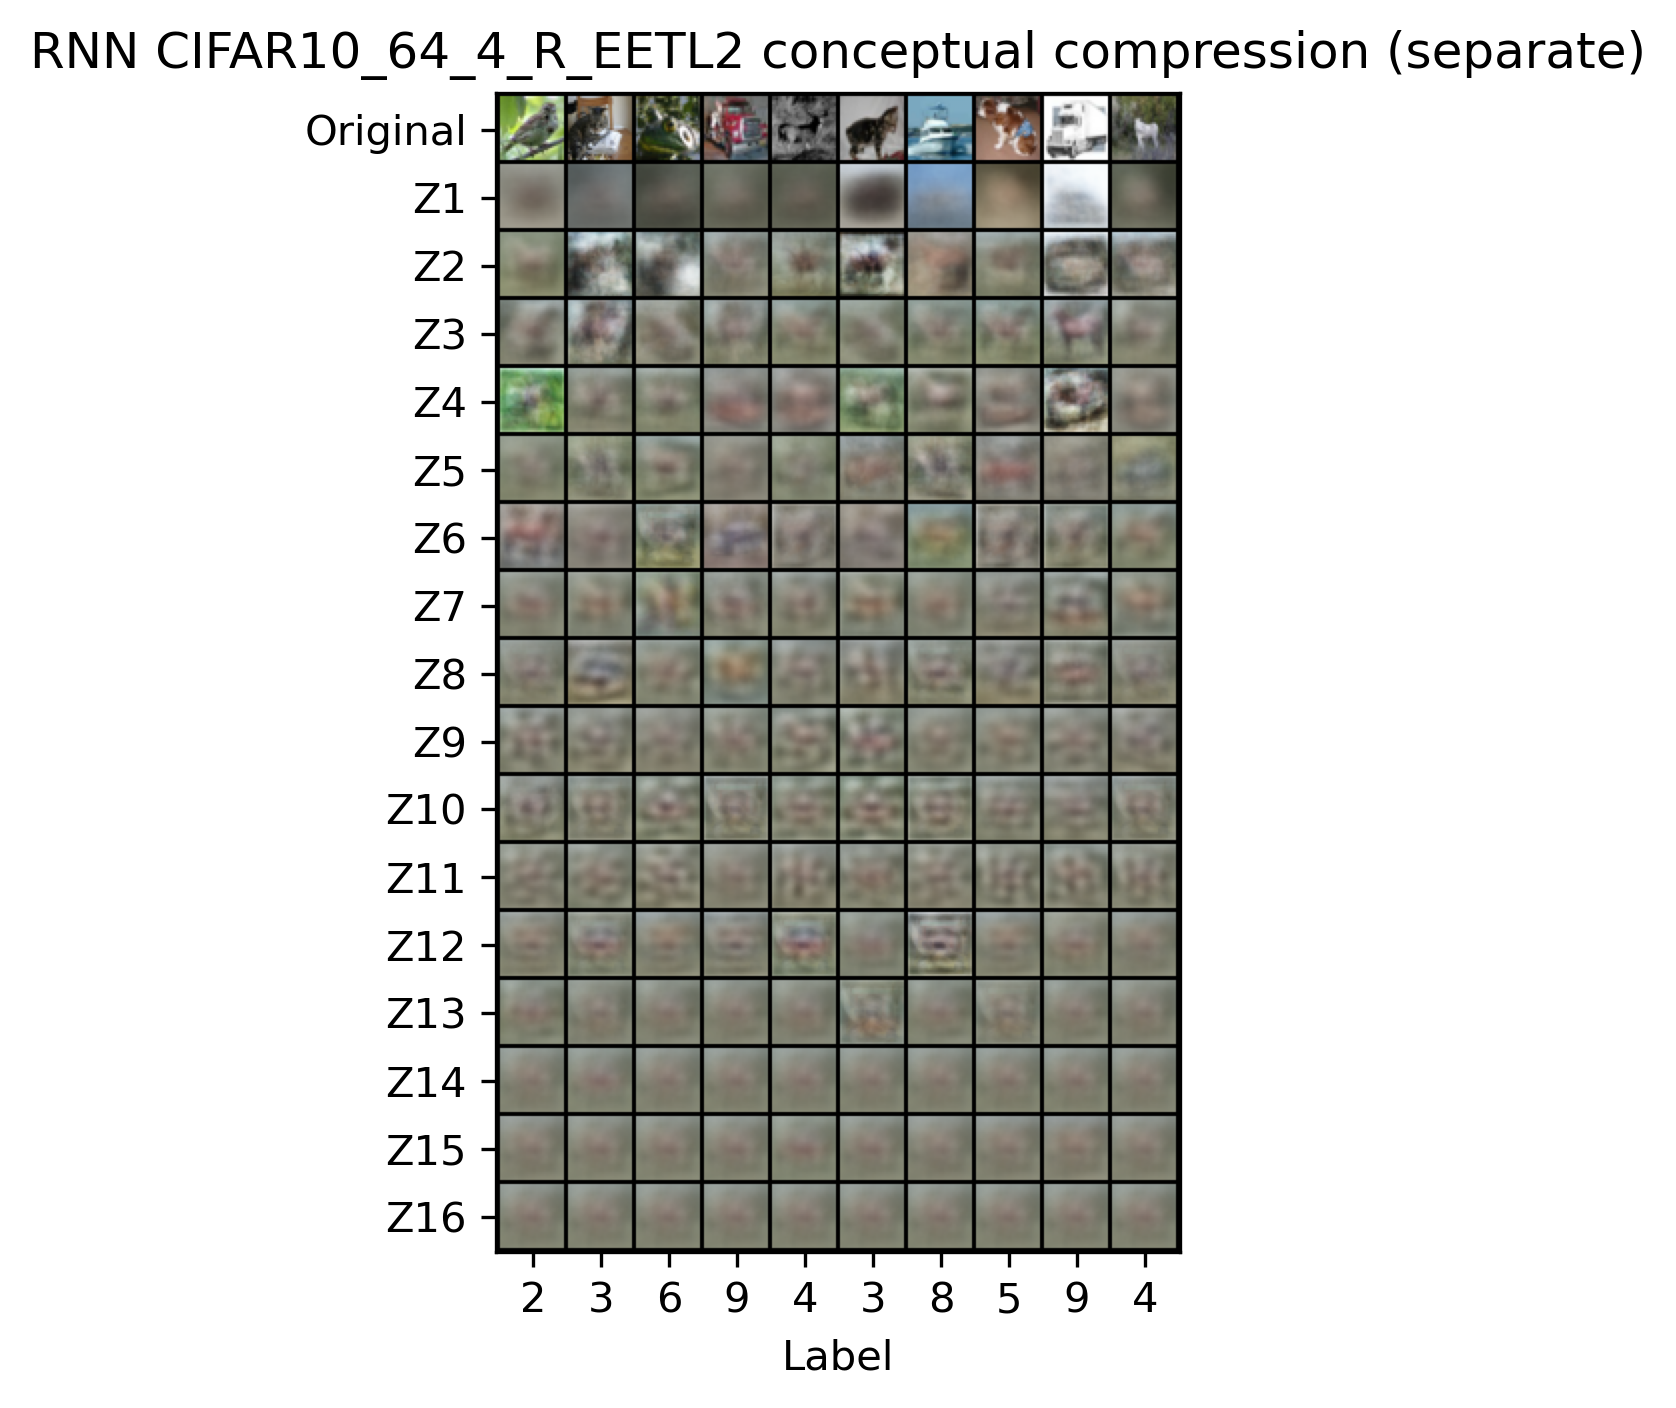 RNN CIFAR10_64_4_R_EETL2 conceptual compression (separate)
Original
Z1
Z2
Z3
Z4
Z5
Z6
Z7
Z8
Z9
Z10
Z11
Z12
Z13
Z14
Z15
Z16
2 3 6 9 4 3 8 5 9 4
Label